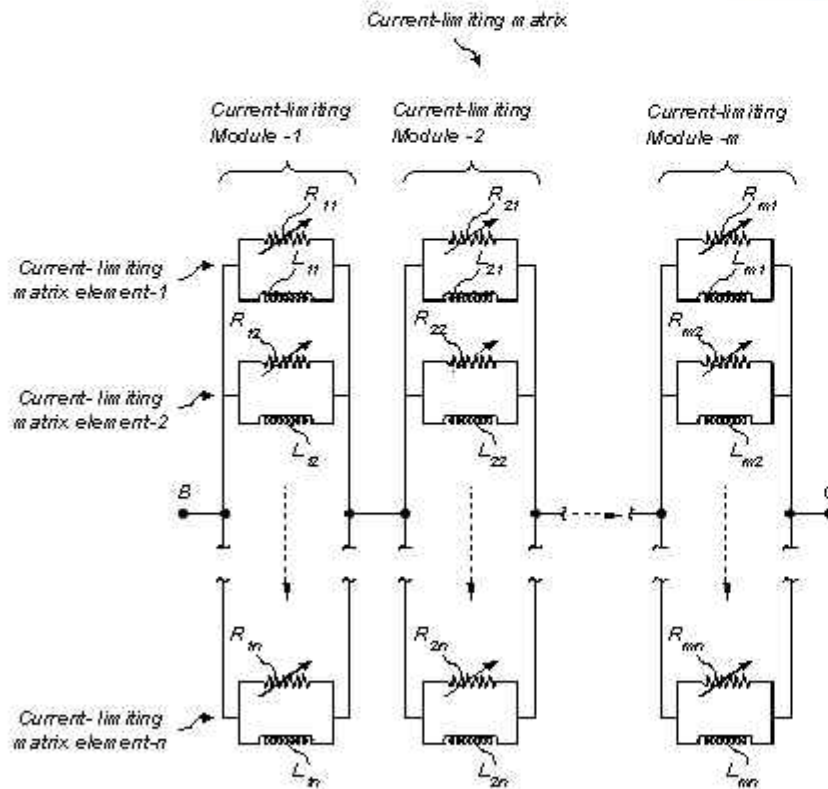 Current-limiting matrix
Current-limiting Module -1
Current-limiting Module -2
Current-limiting Module -m
R11
R21
Rm1
L11
L21
Lm1
Current-limiting
matrix element-1
R12
R22
Rm2
Current-limiting
matrix element-2
L12
L22
Lm2
B
C
R1n
R2n
Rmn
Current-limiting
matrix element-n
L1n
L2n
Lmn